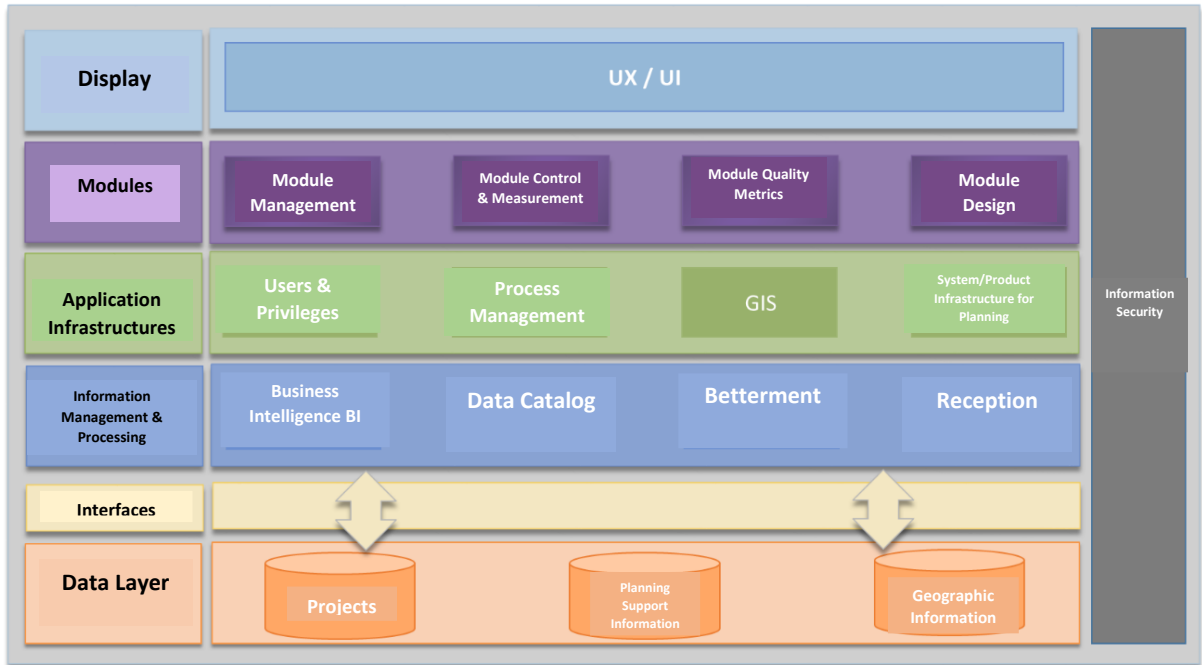 Display
UX / UI
Modules
Module
Management
Module Control
& Measurement
Module Quality
Metrics
Module
Design
Application
Infrastructures
Users &
Privileges
Process
Management
GIS
System/Product
Infrastructure for
Planning
Information
Security
Information
Management &
Processing
Business
Intelligence BI
Data Catalog
Betterment
Reception
Interfaces
Data Layer
Projects
Planning
Support
Information
Geographic
Information